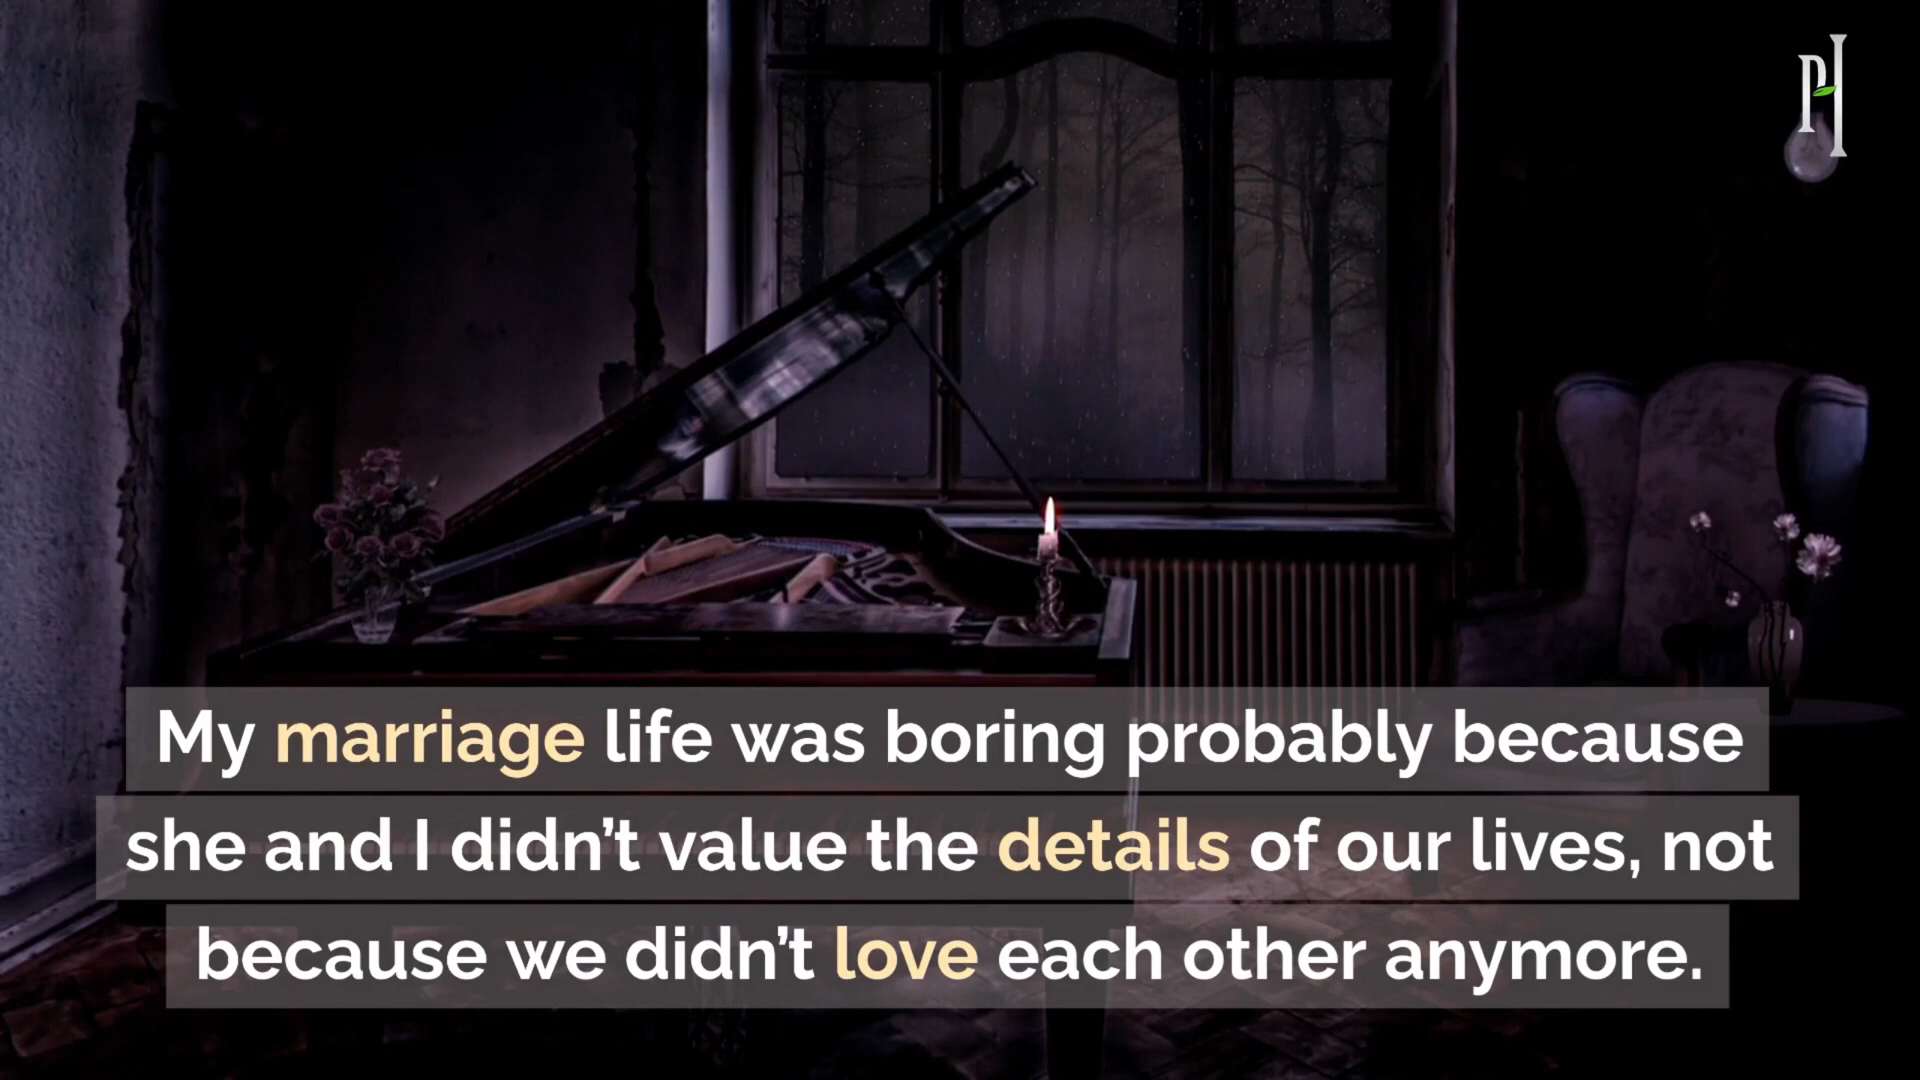 PI
My marriage life was boring probably because
she and I didn’t value the details of our lives, not
because we didn’t love each other anymore.